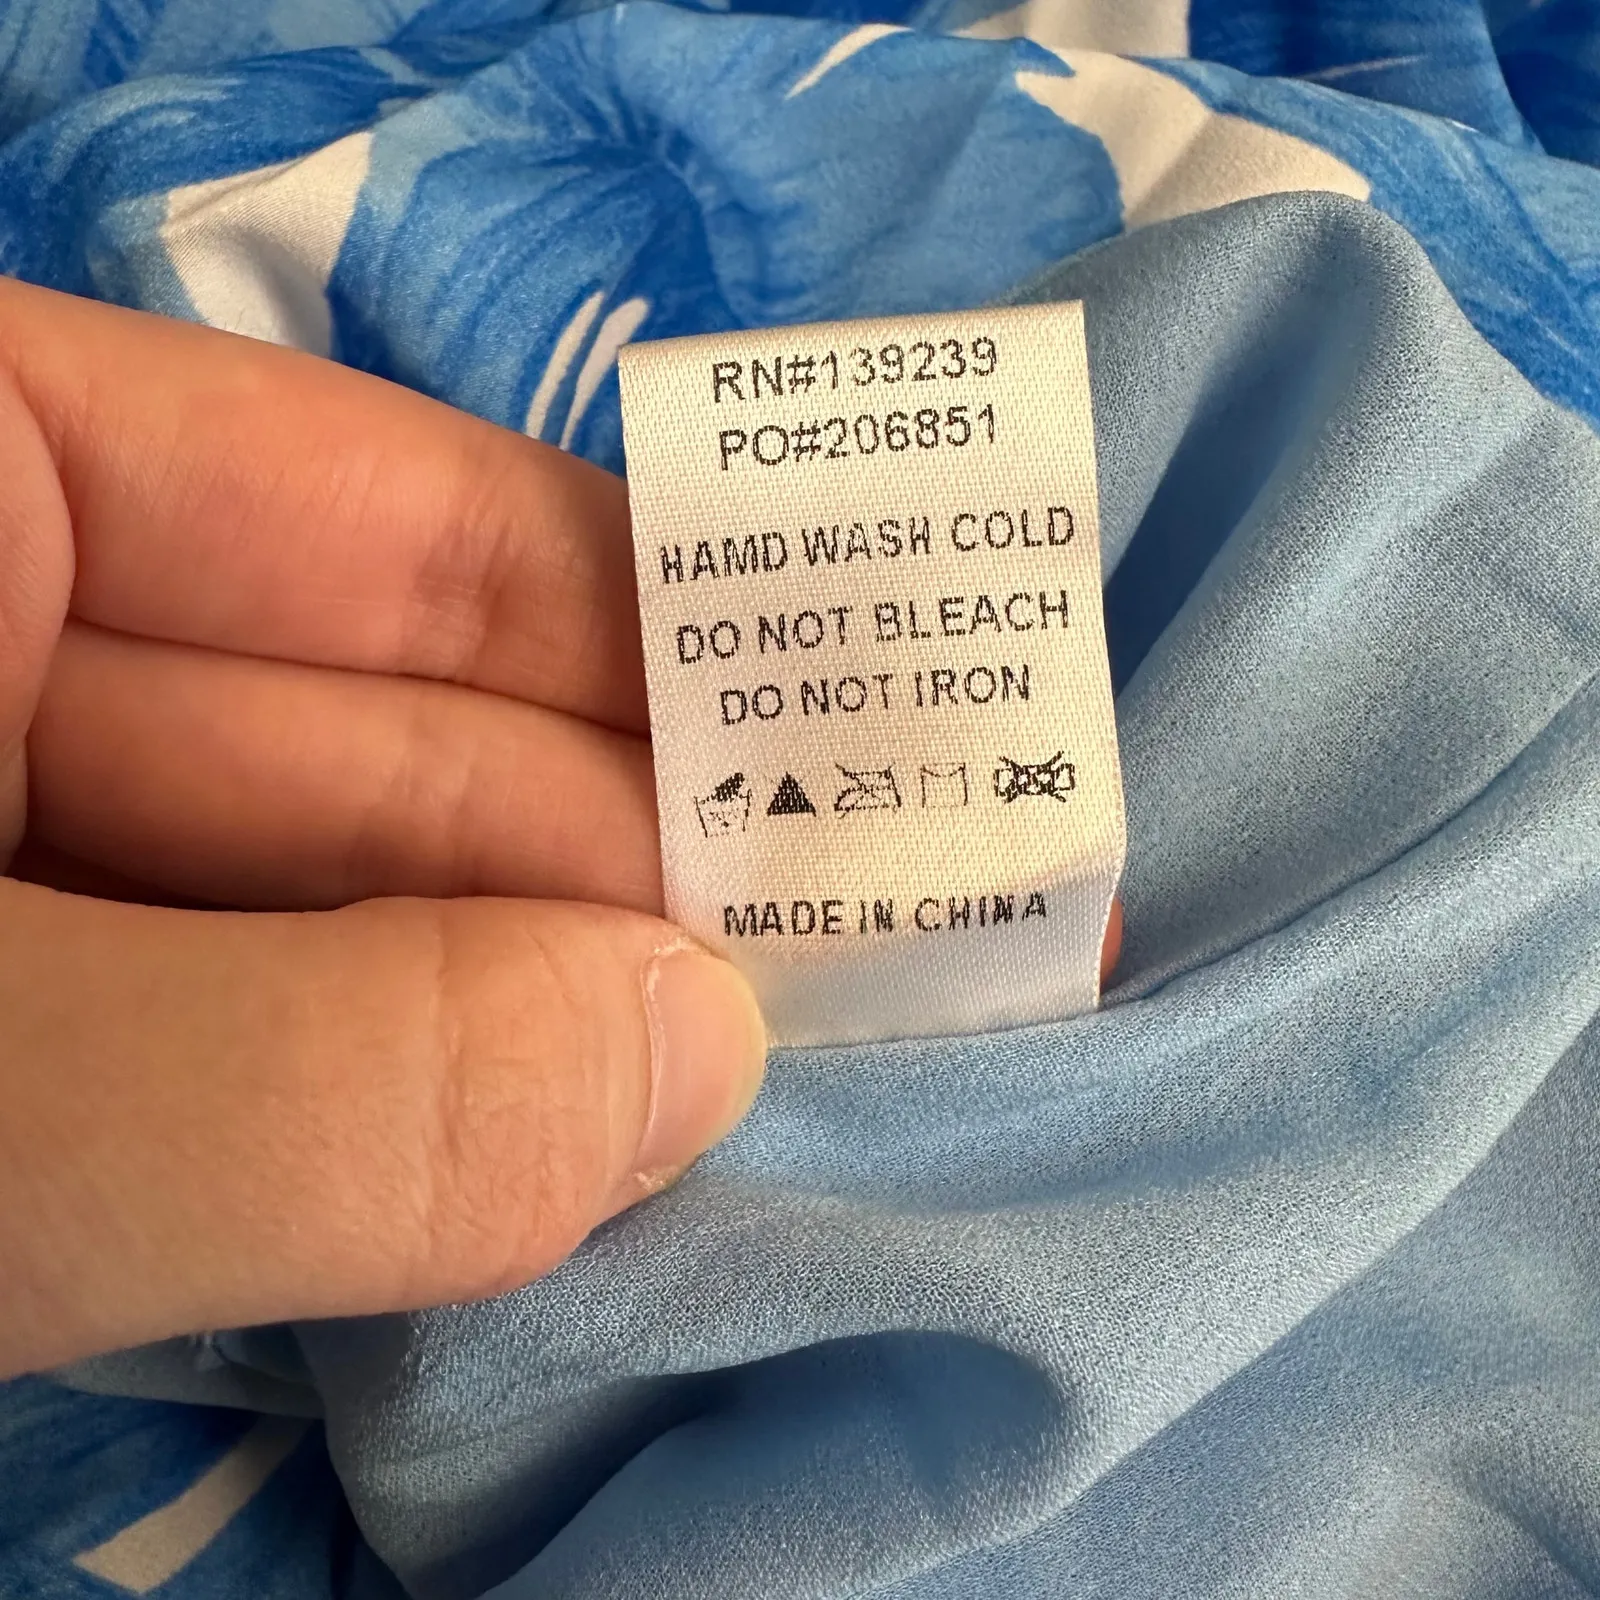 RN#139239
PO#206851
HAMD WASH COLD
DO NOT BLEACH
DO NOT IRON
MADE IN CHINA